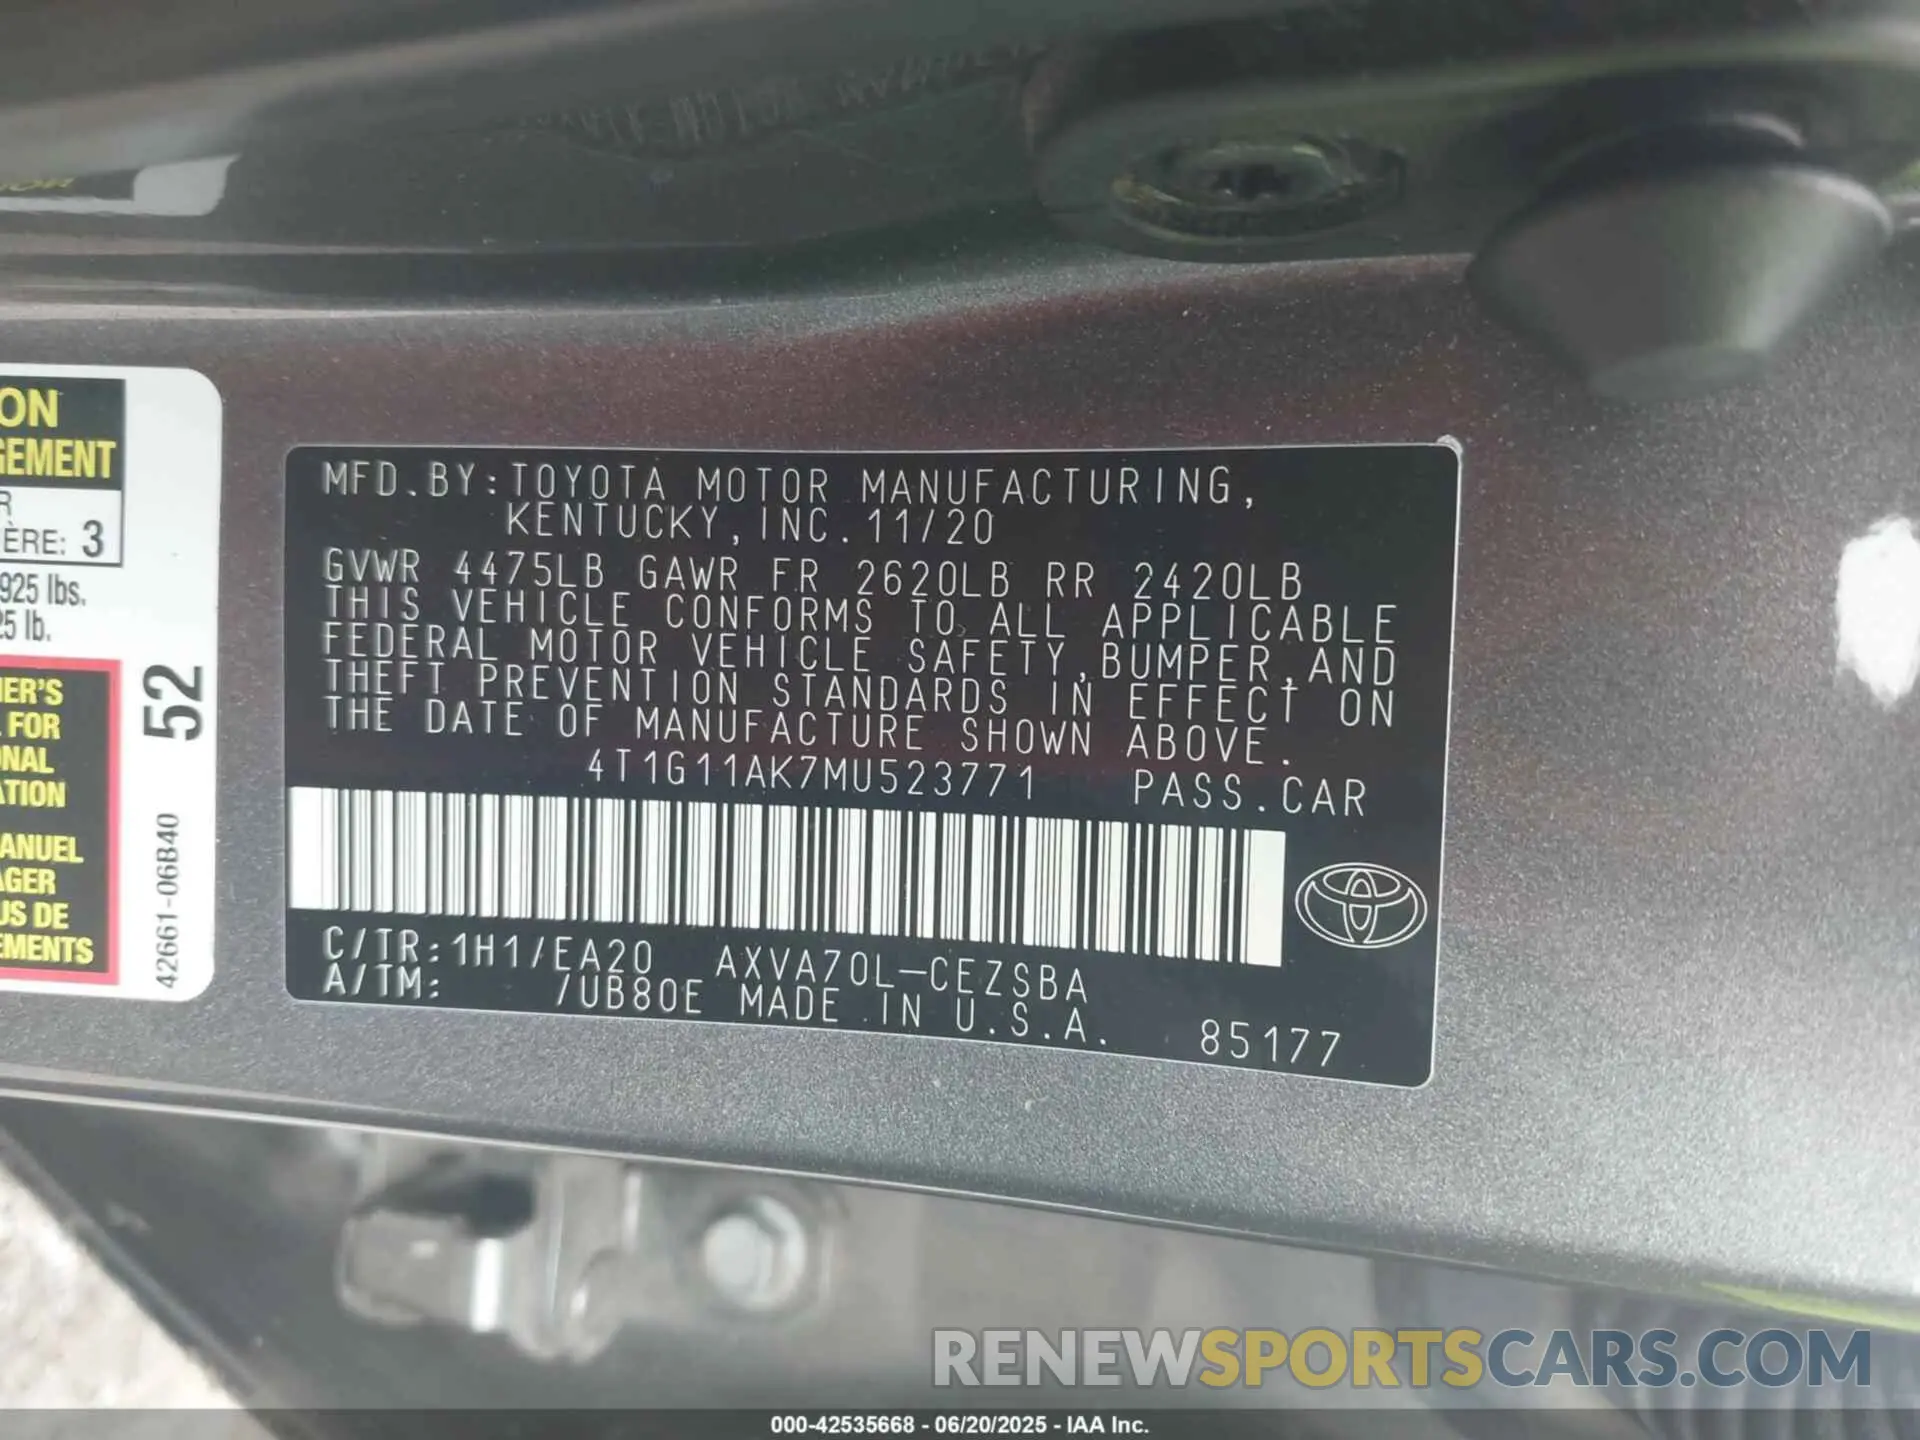 ON
GEMENT
R
ÈRE: 3
925 lbs.
25 lb.
ER'S
FOR
ONAL
ATION
ANUEL
AGER
US DE
EMENTS
52
42661-06B40
MFD.BY:TOYOTA MOTOR MANUFACTURING,
KENTUCKY,INC.11/20
GVWR 4475LB GAWR FR 2620LB RR 2420LB
THIS VEHICLE CONFORMS TO ALL APPLICABLE
FEDERAL MOTOR VEHICLE SAFETY,BUMPER,AND
THEFT PREVENTION STANDARDS IN EFFECT ON
THE DATE OF MANUFACTURE SHOWN ABOVE.
4T1G11AK7MU523771 PASS.CAR
C/TR:1H1/EA20 AXVA70L-CEZSBA
A/TM: /UB80E MADE IN U.S.A. 85177
RENEWSPORTSCARS.COM
000-42535668 - 06/20/2025 - IAA Inc.